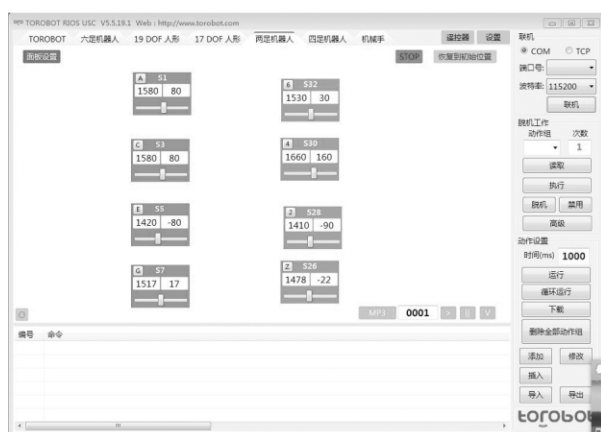 TOROBOT RIOS USC V5.5.19.1 Web : http://www.torobot.com
TOROBOT 六足机器人 19 DOF 人形 17 DOF 人形 两足机器人 四足机器人 机械手 遥控器 设置
面板设置 STOP 恢复到初始位置
A S1
1580 80
6 S32
1530 30
C S3
1580 80
4 S30
1660 160
E S5
1420 -80
2 S28
1410 -90
G S7
1517 17
Z S26
1478 -22
O MP3 0001 > || V
编号 命令
联机
COM TCP
端口号:
波特率: 115200
联机
脱机工作
动作组 次数
1
读取
执行
脱机 禁用
高级
动作设置
时间(ms) 1000
运行
循环运行
下载
删除全部动作组
添加 修改
插入
导入 导出
torobot